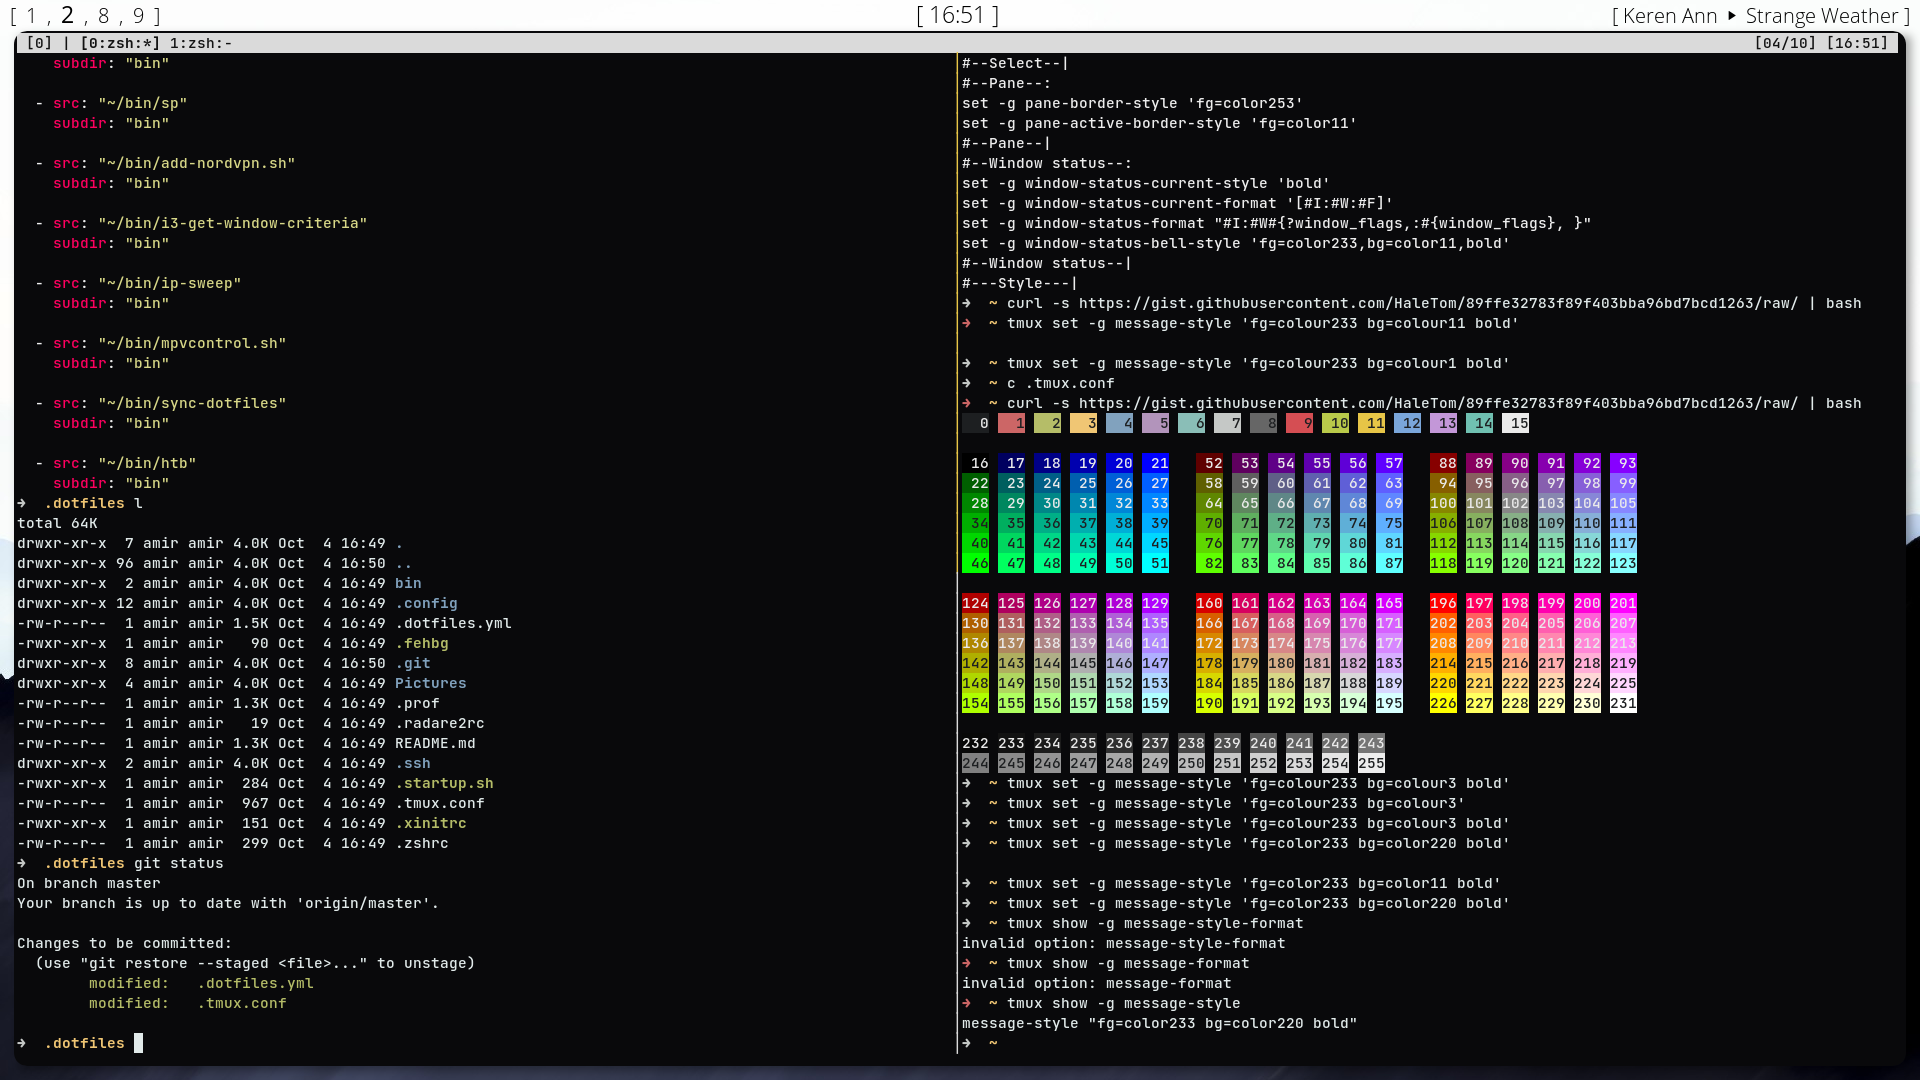 [ 1 , 2 , 8 , 9 ]
[ 16:51 ]
[ Keren Ann ▸ Strange Weather ]
[0] | [0:zsh:*] 1:zsh:-
[04/10] [16:51]
    subdir: "bin"
  - src: "~/bin/sp"
    subdir: "bin"
  - src: "~/bin/add-nordvpn.sh"
    subdir: "bin"
  - src: "~/bin/i3-get-window-criteria"
    subdir: "bin"
  - src: "~/bin/ip-sweep"
    subdir: "bin"
  - src: "~/bin/mpvcontrol.sh"
    subdir: "bin"
  - src: "~/bin/sync-dotfiles"
    subdir: "bin"
  - src: "~/bin/htb"
    subdir: "bin"
➜  .dotfiles l
total 64K
drwxr-xr-x  7 amir amir 4.0K Oct  4 16:49 .
drwxr-xr-x 96 amir amir 4.0K Oct  4 16:50 ..
drwxr-xr-x  2 amir amir 4.0K Oct  4 16:49 bin
drwxr-xr-x 12 amir amir 4.0K Oct  4 16:49 .config
-rw-r--r--  1 amir amir 1.5K Oct  4 16:49 .dotfiles.yml
-rwxr-xr-x  1 amir amir   90 Oct  4 16:49 .fehbg
drwxr-xr-x  8 amir amir 4.0K Oct  4 16:50 .git
drwxr-xr-x  4 amir amir 4.0K Oct  4 16:49 Pictures
-rw-r--r--  1 amir amir 1.3K Oct  4 16:49 .prof
-rw-r--r--  1 amir amir   19 Oct  4 16:49 .radare2rc
-rw-r--r--  1 amir amir 1.3K Oct  4 16:49 README.md
drwxr-xr-x  2 amir amir 4.0K Oct  4 16:49 .ssh
-rwxr-xr-x  1 amir amir  284 Oct  4 16:49 .startup.sh
-rw-r--r--  1 amir amir  967 Oct  4 16:49 .tmux.conf
-rwxr-xr-x  1 amir amir  151 Oct  4 16:49 .xinitrc
-rw-r--r--  1 amir amir  299 Oct  4 16:49 .zshrc
➜  .dotfiles git status
On branch master
Your branch is up to date with 'origin/master'.
Changes to be committed:
  (use "git restore --staged <file>..." to unstage)
        modified:   .dotfiles.yml
        modified:   .tmux.conf
➜  .dotfiles
#--Select--|
#--Pane--:
set -g pane-border-style 'fg=color253'
set -g pane-active-border-style 'fg=color11'
#--Pane--|
#--Window status--:
set -g window-status-current-style 'bold'
set -g window-status-current-format '[#I:#W:#F]'
set -g window-status-format "#I:#W#{?window_flags,:#{window_flags}, }"
set -g window-status-bell-style 'fg=color233,bg=color11,bold'
#--Window status--|
#---Style---|
➜  ~ curl -s https://gist.githubusercontent.com/HaleTom/89ffe32783f89f403bba96bd7bcd1263/raw/ | bash
➜  ~ tmux set -g message-style 'fg=colour233 bg=colour11 bold'
➜  ~ tmux set -g message-style 'fg=colour233 bg=colour1 bold'
➜  ~ c .tmux.conf
➜  ~ curl -s https://gist.githubusercontent.com/HaleTom/89ffe32783f89f403bba96bd7bcd1263/raw/ | bash
0 1 2 3 4 5 6 7 8 9 10 11 12 13 14 15
16 17 18 19 20 21 52 53 54 55 56 57 88 89 90 91 92 93
22 23 24 25 26 27 58 59 60 61 62 63 94 95 96 97 98 99
28 29 30 31 32 33 64 65 66 67 68 69 100 101 102 103 104 105
34 35 36 37 38 39 70 71 72 73 74 75 106 107 108 109 110 111
40 41 42 43 44 45 76 77 78 79 80 81 112 113 114 115 116 117
46 47 48 49 50 51 82 83 84 85 86 87 118 119 120 121 122 123
124 125 126 127 128 129 160 161 162 163 164 165 196 197 198 199 200 201
130 131 132 133 134 135 166 167 168 169 170 171 202 203 204 205 206 207
136 137 138 139 140 141 172 173 174 175 176 177 208 209 210 211 212 213
142 143 144 145 146 147 178 179 180 181 182 183 214 215 216 217 218 219
148 149 150 151 152 153 184 185 186 187 188 189 220 221 222 223 224 225
154 155 156 157 158 159 190 191 192 193 194 195 226 227 228 229 230 231
232 233 234 235 236 237 238 239 240 241 242 243
244 245 246 247 248 249 250 251 252 253 254 255
➜  ~ tmux set -g message-style 'fg=colour233 bg=colour3 bold'
➜  ~ tmux set -g message-style 'fg=colour233 bg=colour3'
➜  ~ tmux set -g message-style 'fg=colour233 bg=colour3 bold'
➜  ~ tmux set -g message-style 'fg=colour233 bg=color220 bold'
➜  ~ tmux set -g message-style 'fg=color233 bg=color11 bold'
➜  ~ tmux set -g message-style 'fg=color233 bg=color220 bold'
➜  ~ tmux show -g message-style-format
invalid option: message-style-format
➜  ~ tmux show -g message-format
invalid option: message-format
➜  ~ tmux show -g message-style
message-style "fg=color233 bg=color220 bold"
➜  ~